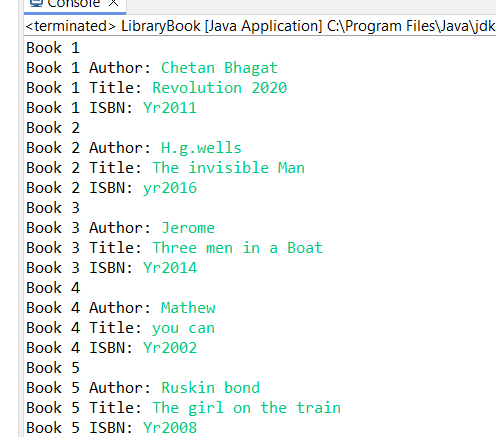 Console
<terminated> LibraryBook [Java Application] C:\Program Files\Java\jdk
Book 1
Book 1 Author: Chetan Bhagat
Book 1 Title: Revolution 2020
Book 1 ISBN: Yr2011
Book 2
Book 2 Author: H.g.wells
Book 2 Title: The invisible Man
Book 2 ISBN: yr2016
Book 3
Book 3 Author: Jerome
Book 3 Title: Three men in a Boat
Book 3 ISBN: Yr2014
Book 4
Book 4 Author: Mathew
Book 4 Title: you can
Book 4 ISBN: Yr2002
Book 5
Book 5 Author: Ruskin bond
Book 5 Title: The girl on the train
Book 5 ISBN: Yr2008